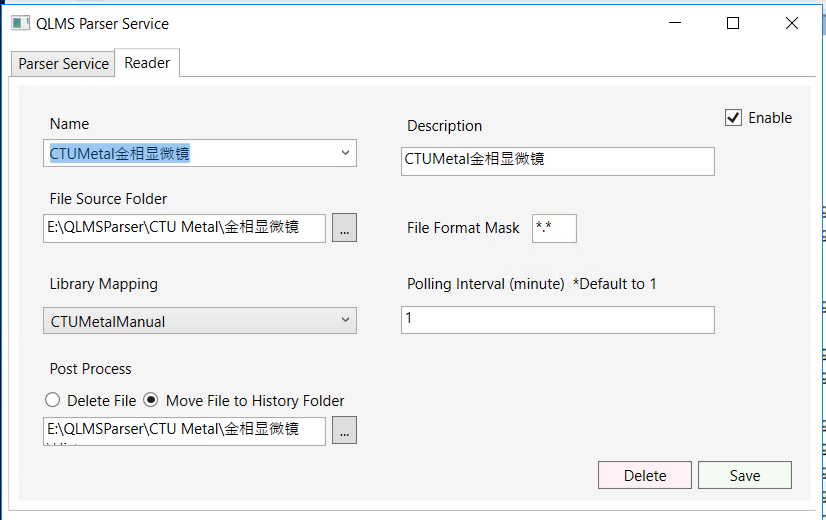 QLMS Parser Service
Parser Service
Reader
Name
Description
Enable
CTUMetal金相显微镜
CTUMetal金相显微镜
File Source Folder
E:\QLMSParser\CTU Metal\金相显微镜
...
File Format Mask
*.*
Library Mapping
Polling Interval (minute) *Default to 1
CTUMetalManual
1
Post Process
Delete File
Move File to History Folder
E:\QLMSParser\CTU Metal\金相显微镜
...
Delete
Save